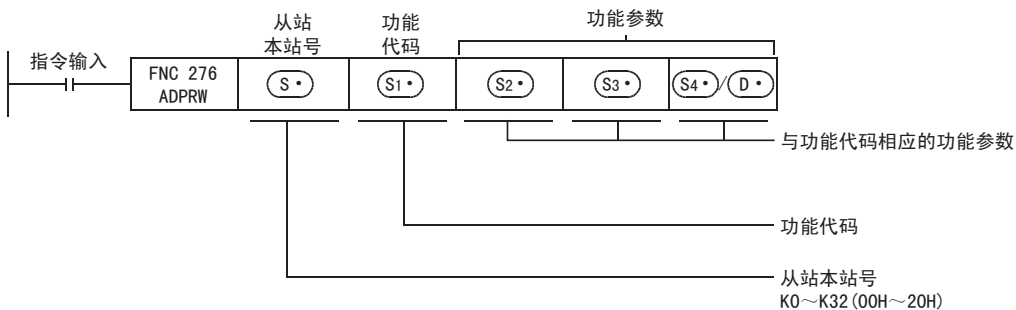 功能参数
从站
本站号
功能
代码
指令输入
FNC 276
ADPRW
S・
S1・
S2・
S3・
S4・/D・
与功能代码相应的功能参数
功能代码
从站本站号
K0～K32(00H～20H)